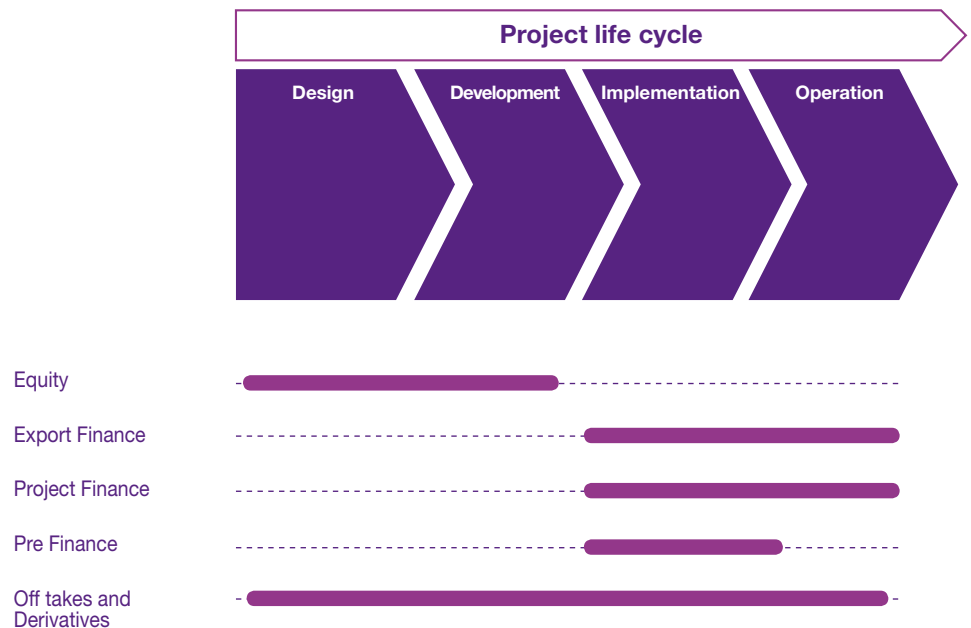 Project life cycle
Design
Development
Implementation
Operation
Equity
Export Finance
Project Finance
Pre Finance
Off takes and
Derivatives